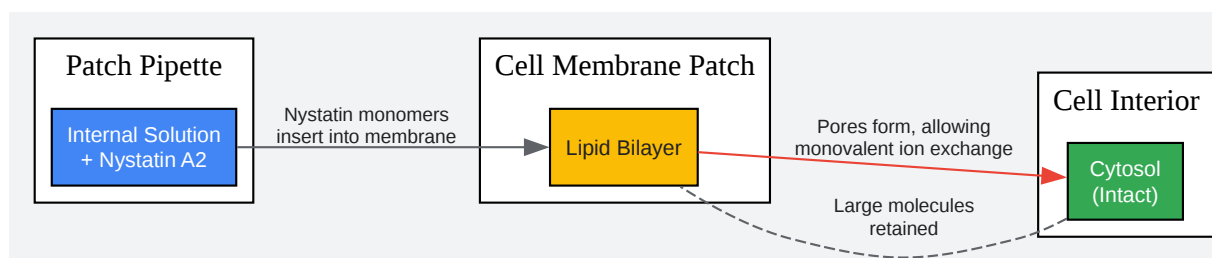 Patch Pipette
Internal Solution
+ Nystatin A2
Nystatin monomers
insert into membrane
Cell Membrane Patch
Lipid Bilayer
Pores form, allowing
monovalent ion exchange
Large molecules
retained
Cell Interior
Cytosol
(Intact)